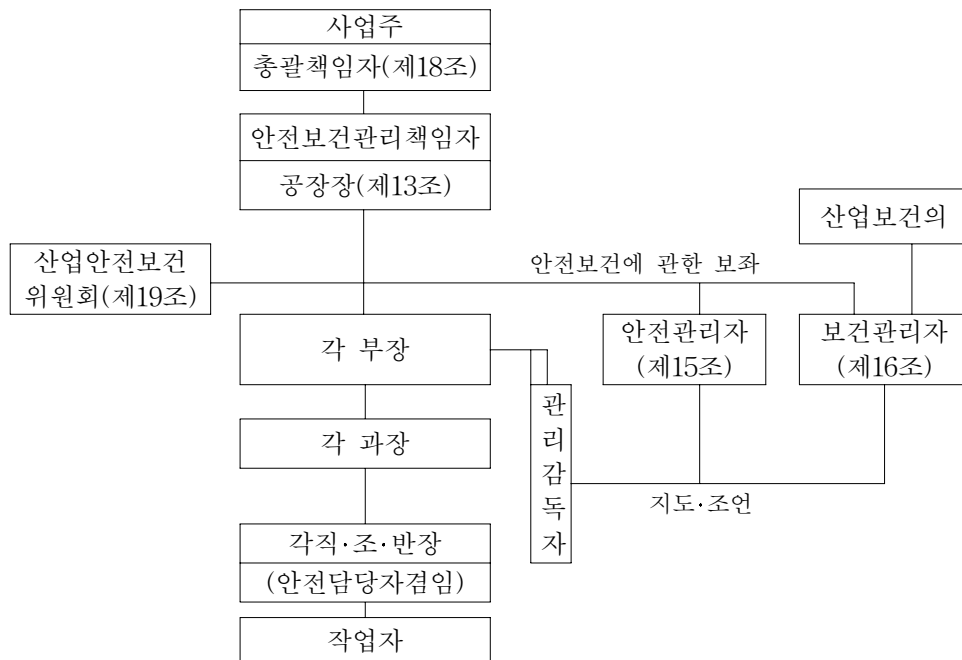 사업주
총괄책임자(제18조)
안전보건관리책임자
공장장(제13조)
산업보건의
산업안전보건
위원회(제19조)
안전보건에 관한 보좌
각 부장
안전관리자
(제15조)
보건관리자
(제16조)
관리감독자
각 과장
지도·조언
각직·조·반장
(안전담당자겸임)
작업자